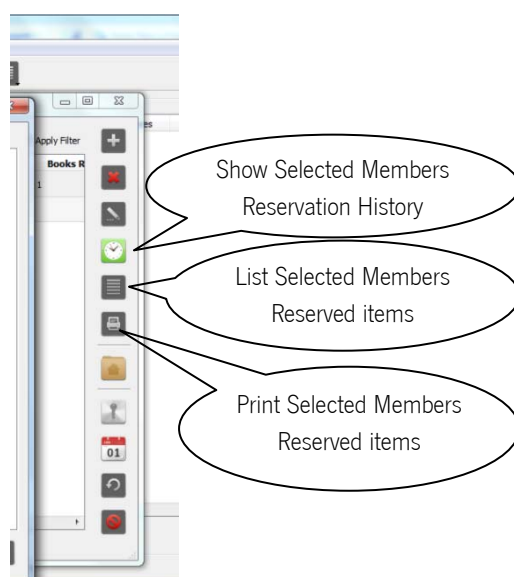 es
Apply Filter
Books R
1
01
Show Selected Members
Reservation History
List Selected Members
Reserved items
Print Selected Members
Reserved items